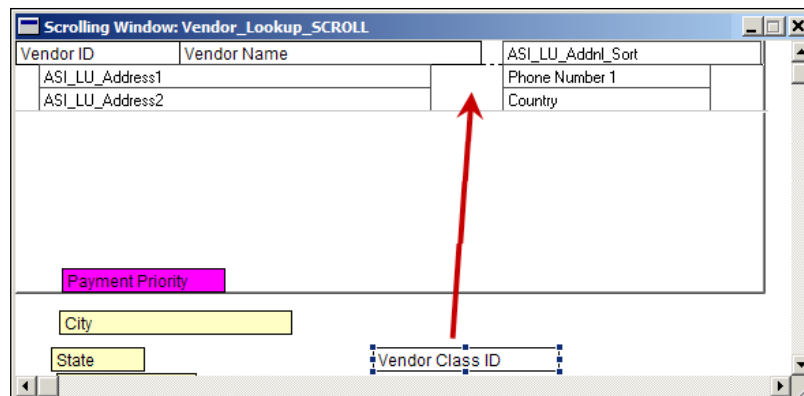 Scrolling Window: Vendor_Lookup_SCROLL
Vendor ID Vendor Name ASI_LU_Addnl_Sort
ASI_LU_Address1 Phone Number 1
ASI_LU_Address2 Country
Payment Priority
City
State Vendor Class ID